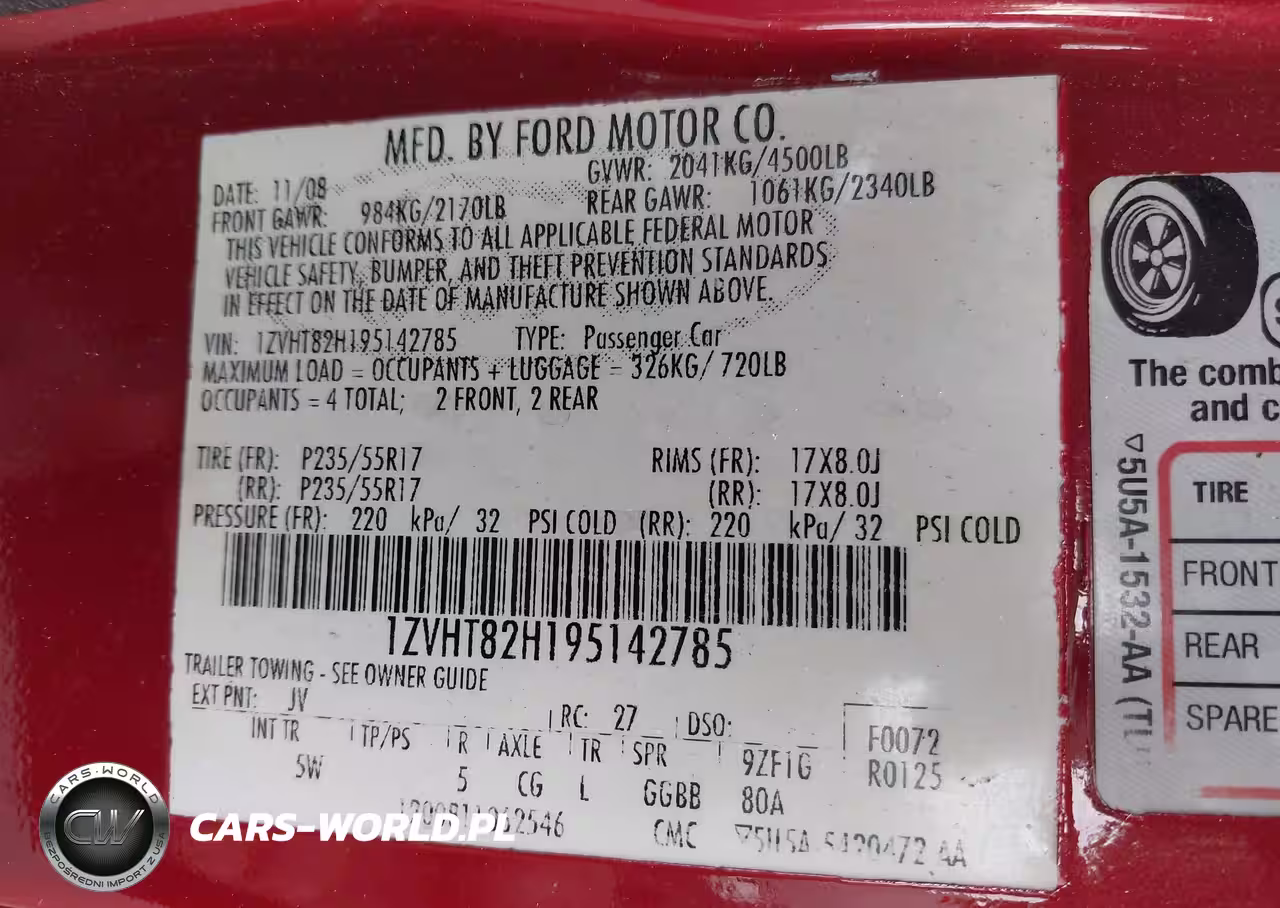 MFD. BY FORD MOTOR CO.
DATE: 11/08 GVWR: 2041KG/4500LB
FRONT GAWR: 984KG/2170LB REAR GAWR: 1061KG/2340LB
THIS VEHICLE CONFORMS TO ALL APPLICABLE FEDERAL MOTOR
VEHICLE SAFETY, BUMPER, AND THEFT PREVENTION STANDARDS
IN EFFECT ON THE DATE OF MANUFACTURE SHOWN ABOVE.
VIN: 1ZVHT82H195142785 TYPE: Passenger Car
MAXIMUM LOAD = OCCUPANTS + LUGGAGE = 326KG/ 720LB
OCCUPANTS = 4 TOTAL; 2 FRONT, 2 REAR
TIRE (FR): P235/55R17 RIMS (FR): 17X8.0J
(RR): P235/55R17 (RR): 17X8.0J
PRESSURE (FR): 220 kPa/ 32 PSI COLD (RR): 220 kPa/ 32 PSI COLD
1ZVHT82H195142785
TRAILER TOWING - SEE OWNER GUIDE
EXT PNT: JV RC: 27 DSO: F0072
INT TR TP/PS R AXLE TR SPR 9ZF1G R0125
5W 5 CG L GGBB 80A
CMC
The comb
and c
TIRE
FRONT
REAR
SPARE
5U5A-1532-AA
CARS-WORLD
CW
BEZPOŚREDNI IMPORT Z USA
CARS-WORLD.PL